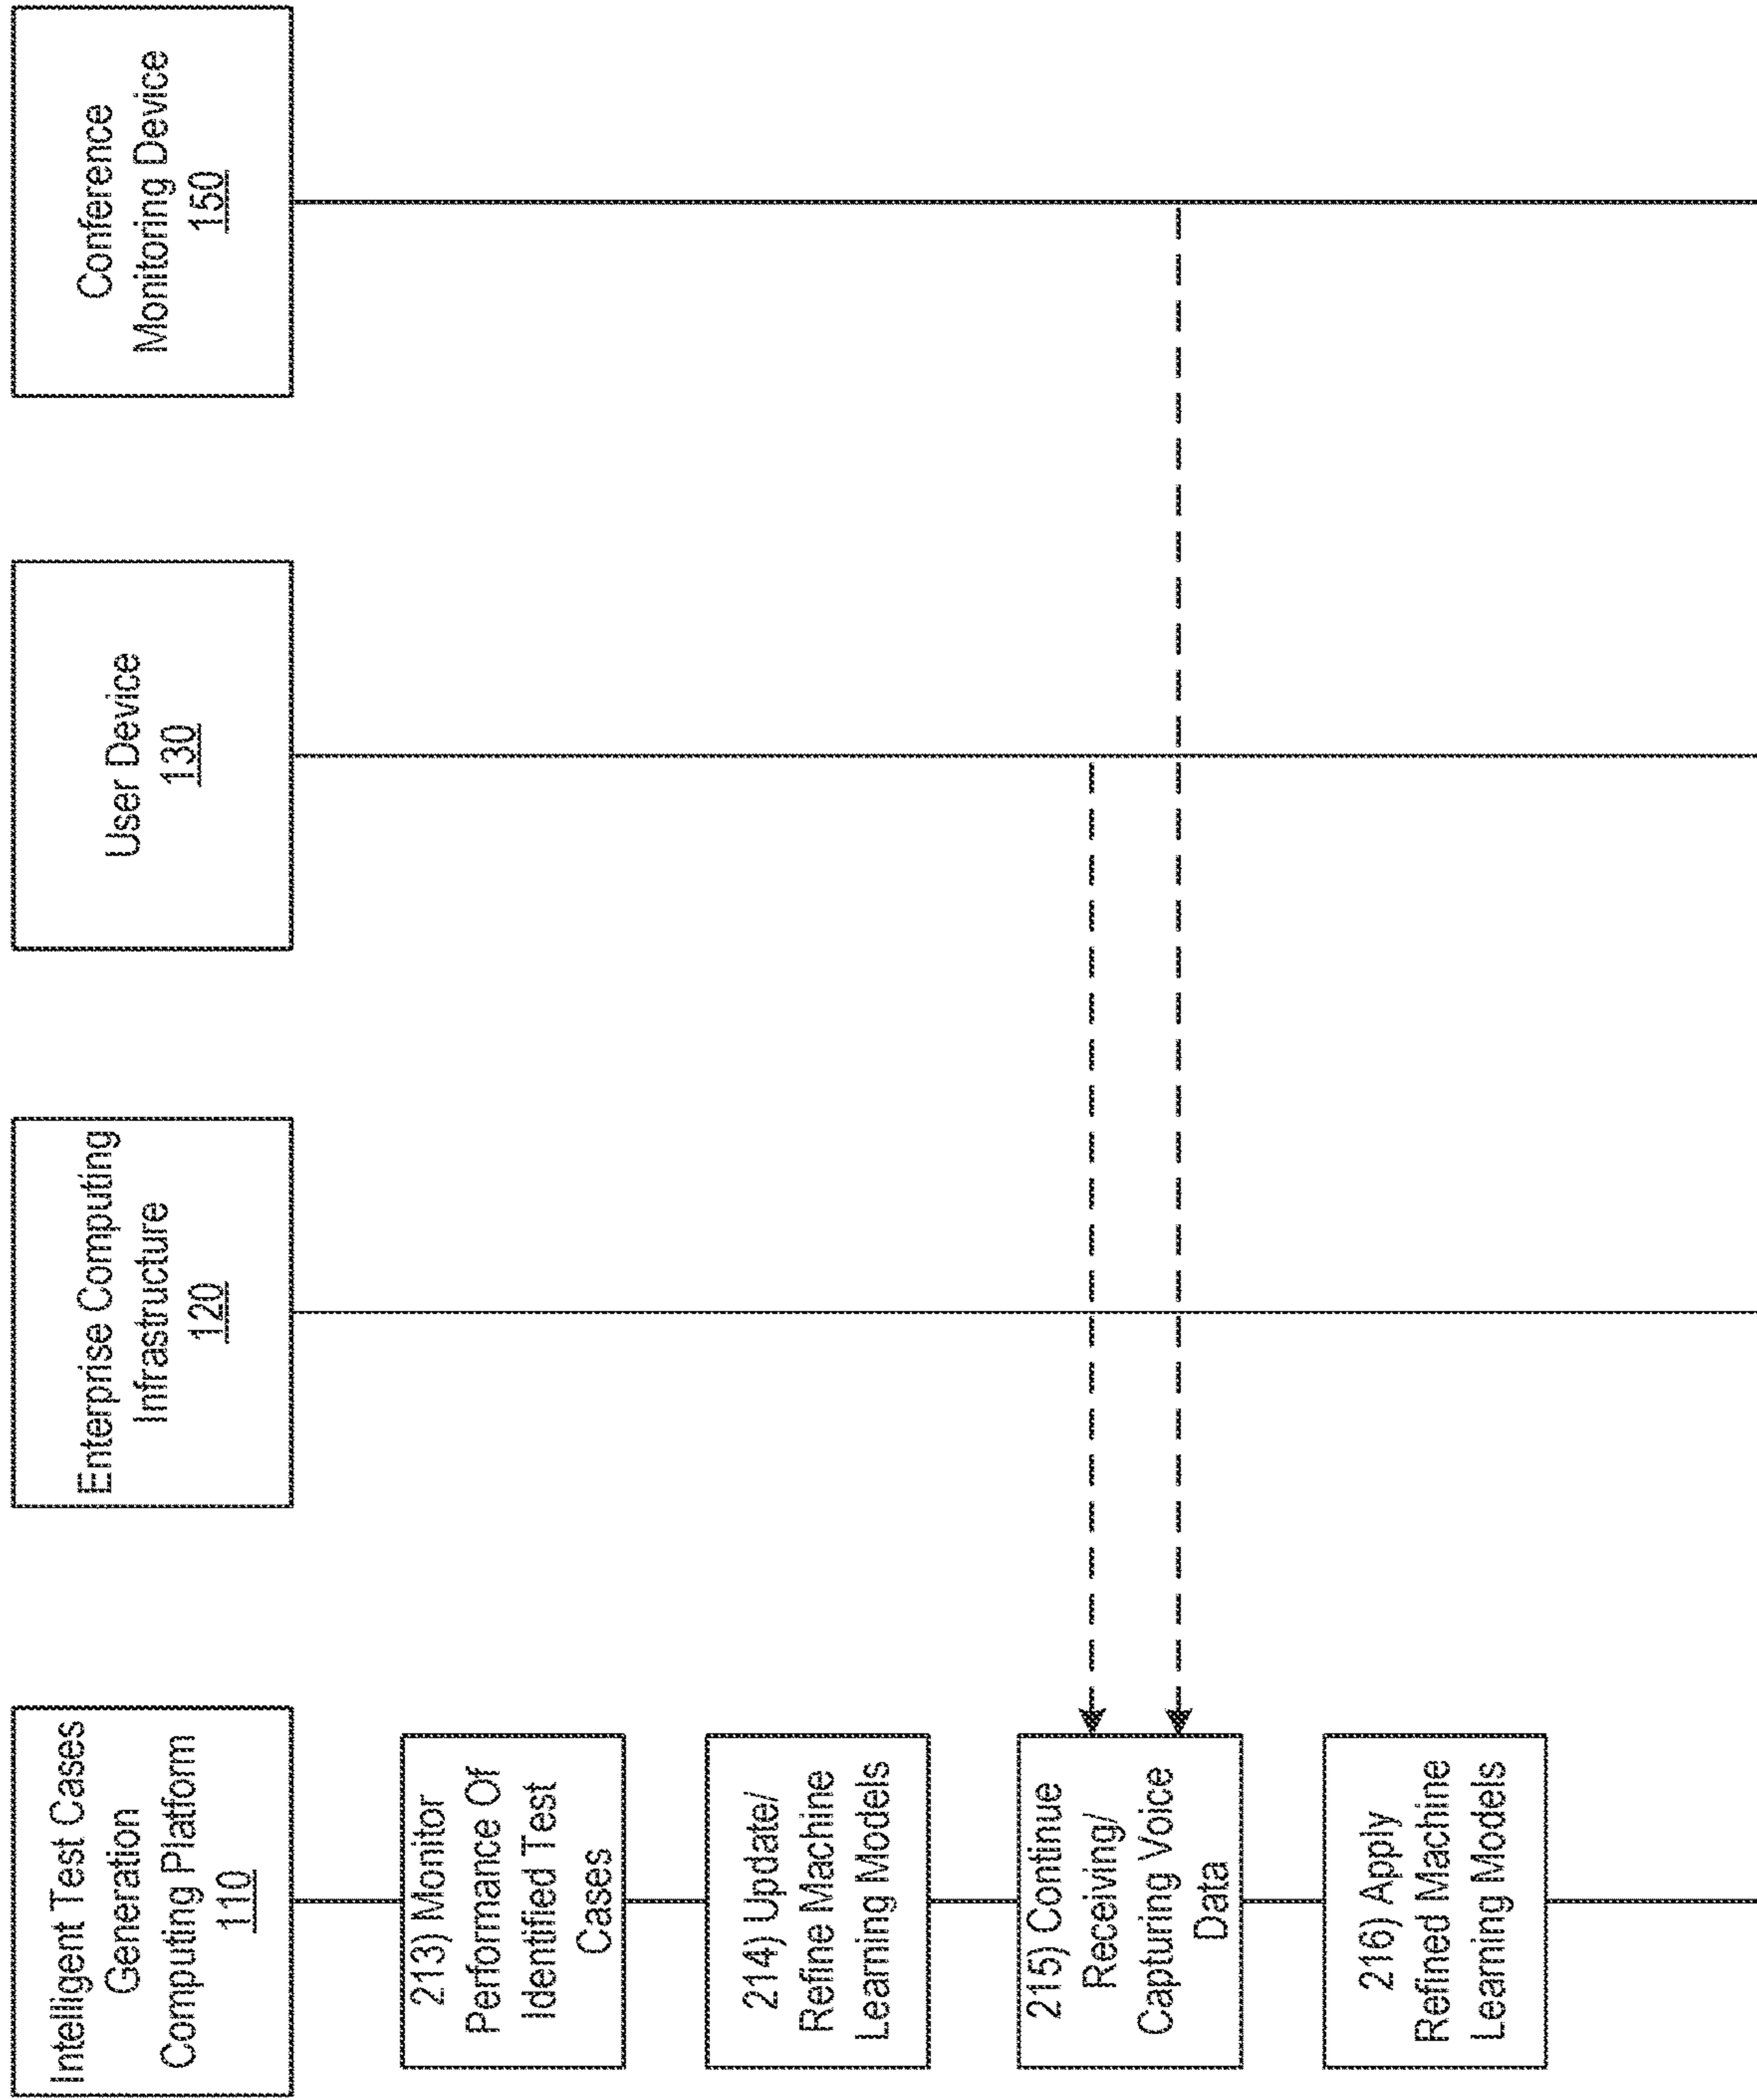 Intelligent Test Cases
Generation
Computing Platform
110
Enterprise Computing
Infrastructure
120
User Device
130
Conference
Monitoring Device
150
213) Monitor
Performance Of
Identified Test
Cases
214) Update/
Refine Machine
Learning Models
215) Continue
Receiving/
Capturing Voice
Data
216) Apply
Refined Machine
Learning Models